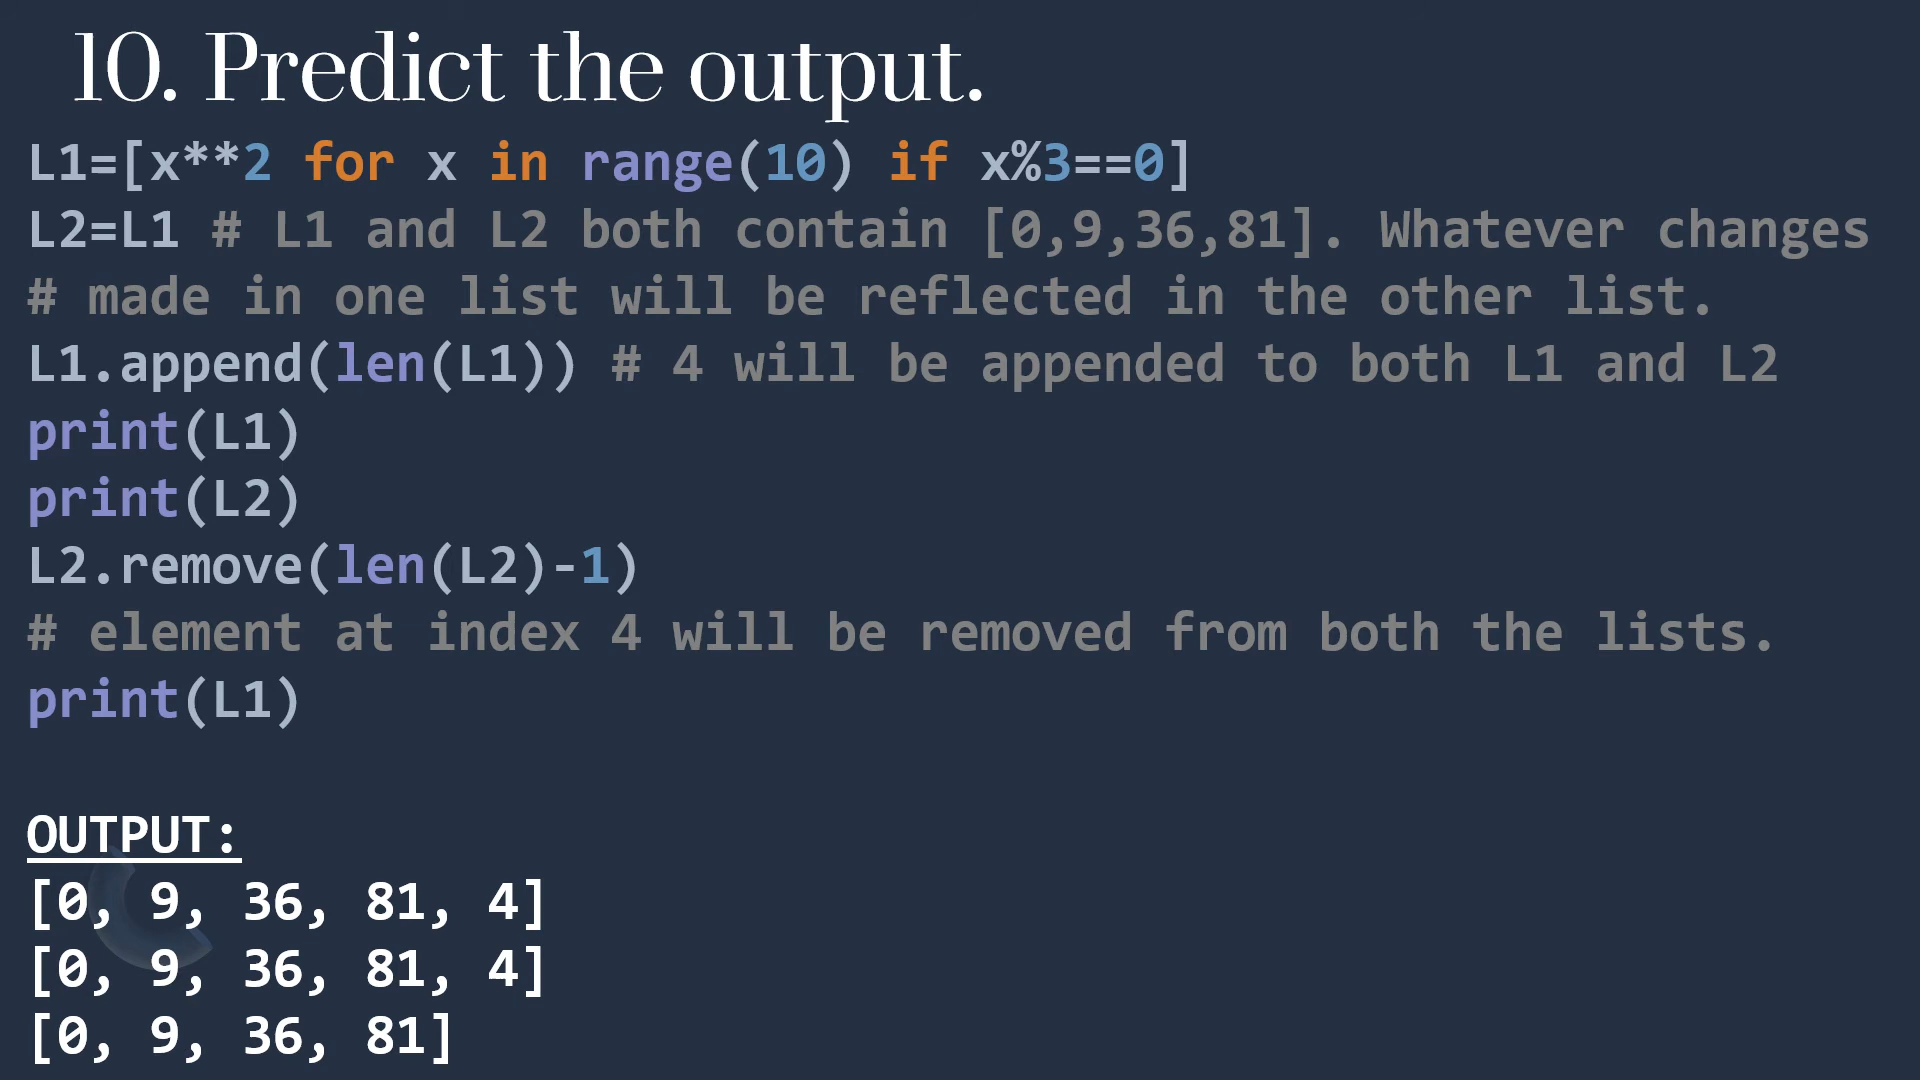 10. Predict the output.
L1=[x**2 for x in range(10) if x%3==0]
L2=L1 # L1 and L2 both contain [0,9,36,81]. Whatever changes
# made in one list will be reflected in the other list.
L1.append(len(L1)) # 4 will be appended to both L1 and L2
print(L1)
print(L2)
L2.remove(len(L2)-1)
# element at index 4 will be removed from both the lists.
print(L1)
OUTPUT:
[0, 9, 36, 81, 4]
[0, 9, 36, 81, 4]
[0, 9, 36, 81]